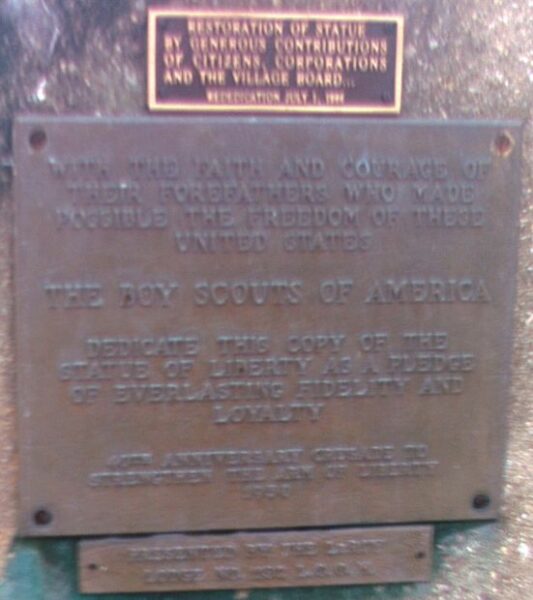 RESTORATION OF STATUE
BY GENEROUS CONTRIBUTIONS
OF CITIZENS, CORPORATIONS
AND THE VILLAGE BOARD...
REDEDICATION JULY 1,
WITH THE FAITH AND COURAGE OF
THEIR FOREFATHERS WHO MADE
POSSIBLE THE FREEDOM OF THESE
UNITED STATES
THE BOY SCOUTS OF AMERICA
DEDICATE THIS COPY OF THE
STATUE OF LIBERTY AS A PLEDGE
OF EVERLASTING FIDELITY AND
LOYALTY
40TH ANNIVERSARY CRUSADE TO
STRENGTHEN THE ARM OF LIBERTY
1950
PRESENTED BY THE
LODGE NO.